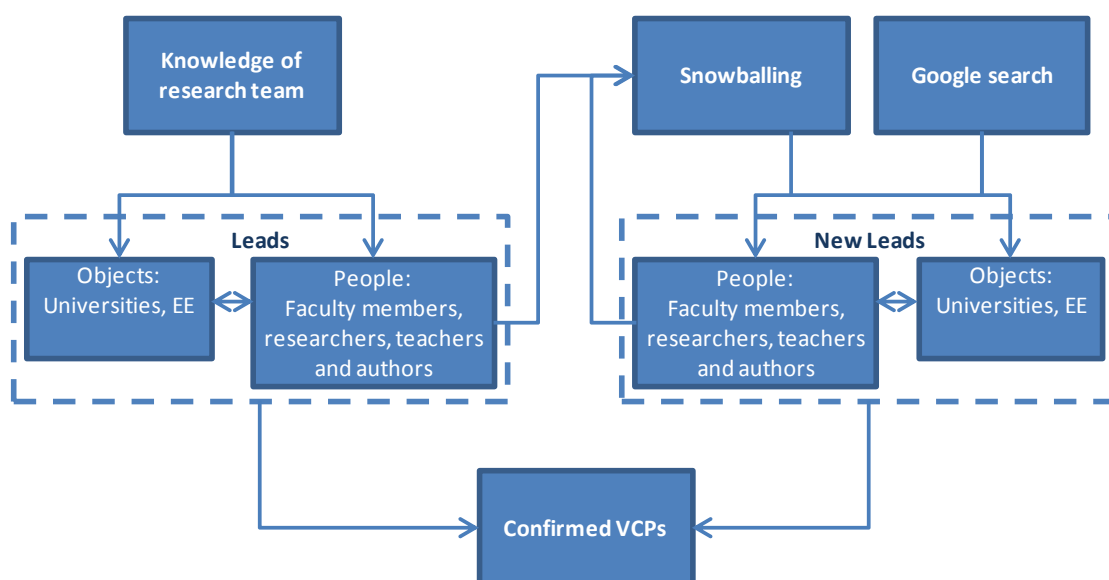 Knowledge of
research team
Snowballing
Google search
Leads
Objects:
Universities, EE
People:
Faculty members,
researchers, teachers
and authors
New Leads
People:
Faculty members,
researchers, teachers
and authors
Objects:
Universities, EE
Confirmed VCPs